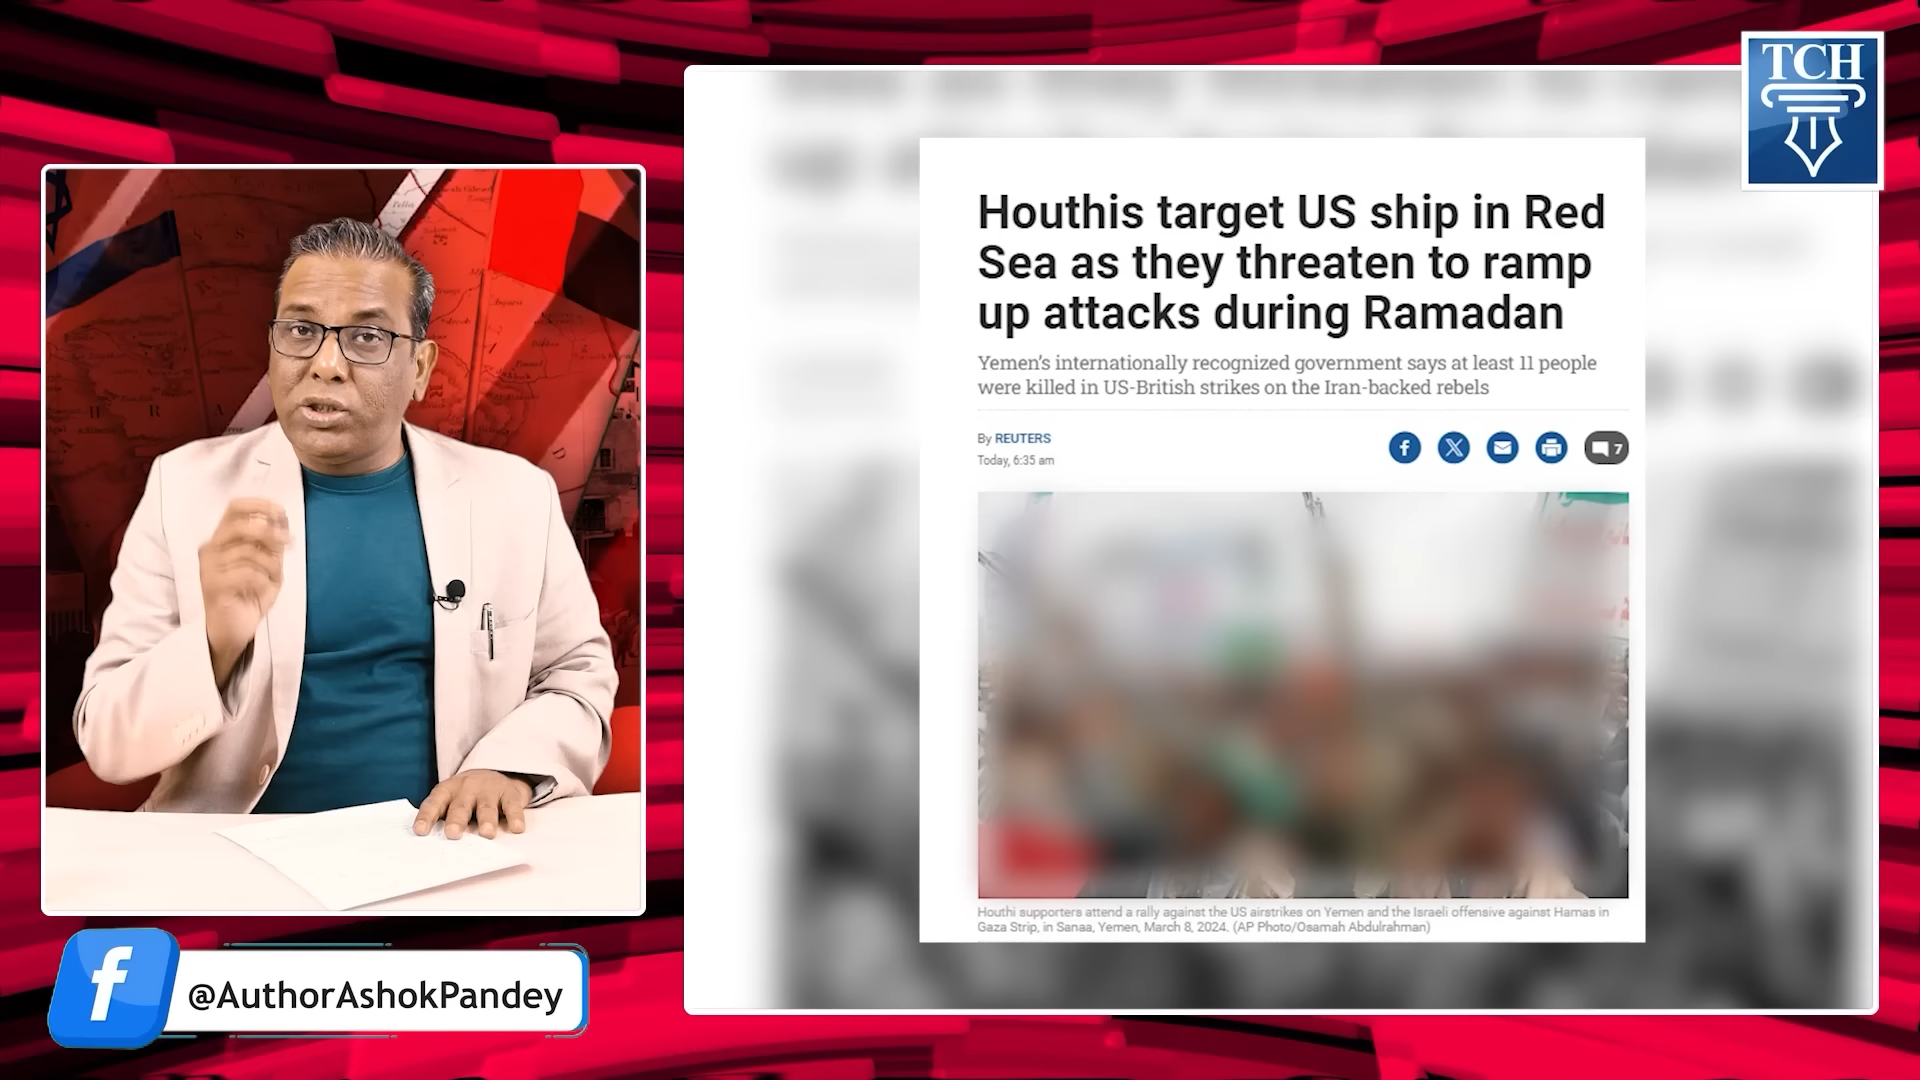 TCH
Houthis target US ship in Red
Sea as they threaten to ramp
up attacks during Ramadan
Yemen's internationally recognized government says at least 11 people
were killed in US-British strikes on the Iran-backed rebels
By REUTERS
Today, 6:35 am
7
Houthi supporters attend a rally against the US airstrikes on Yemen and the Israeli offensive against Hamas in
Gaza Strip, in Sanaa, Yemen, March 8, 2024. (AP Photo/Osamah Abdulrahman)
@AuthorAshokPandey